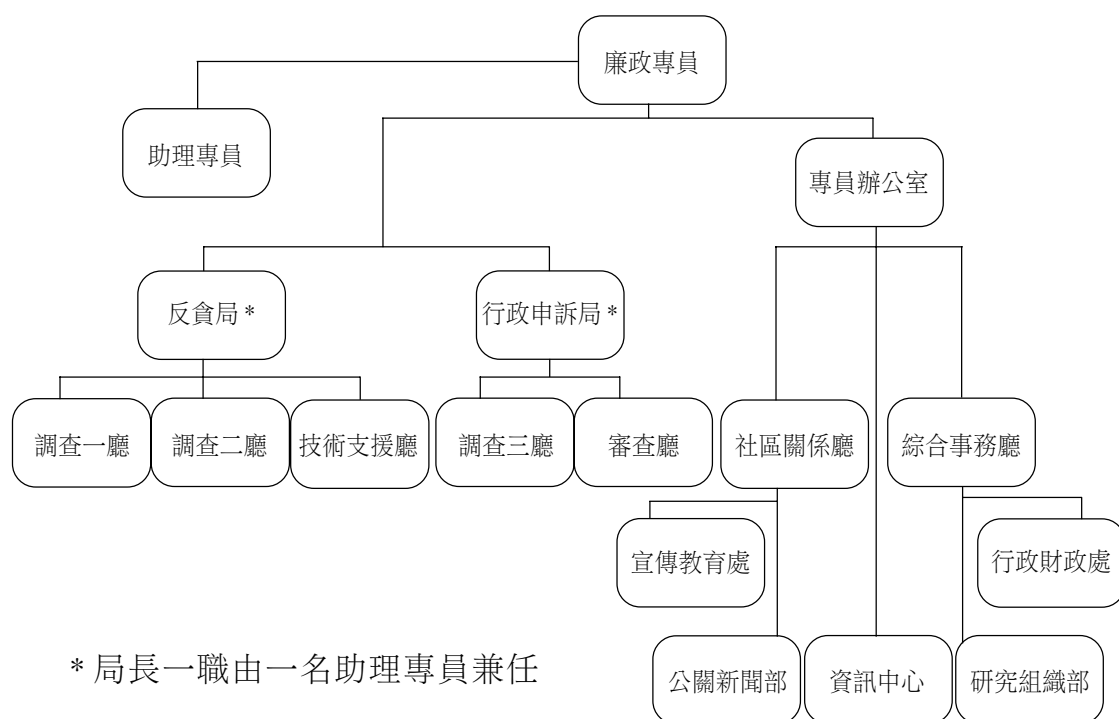 廉政專員
助理專員
專員辦公室
反貪局*
行政申訴局*
調查一廳
調查二廳
技術支援廳
調查三廳
審查廳
社區關係廳
綜合事務廳
宣傳教育處
行政財政處
公關新聞部
資訊中心
研究組織部
*局長一職由一名助理專員兼任